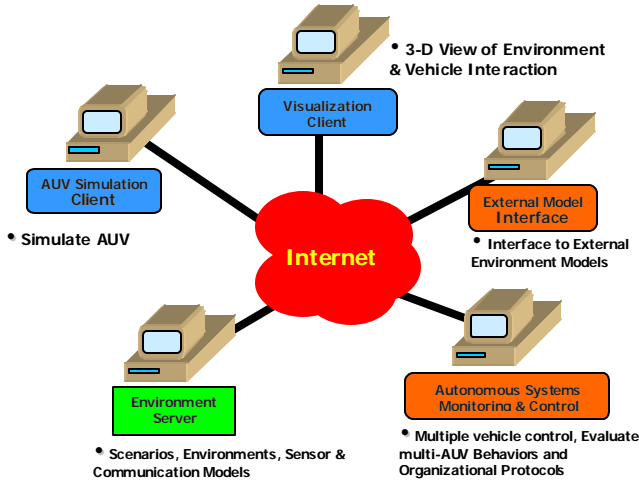 • 3-D View of Environment
& Vehicle Interaction
Visualization
Client
AUV Simulation
Client
• Simulate AUV
External Model
Interface
• Interface to External
Environment Models
Internet
Environment
Server
• Scenarios, Environments, Sensor &
Communication Models
Autonomous Systems
Monitoring & Control
• Multiple vehicle control, Evaluate
multi-AUV Behaviors and
Organizational Protocols